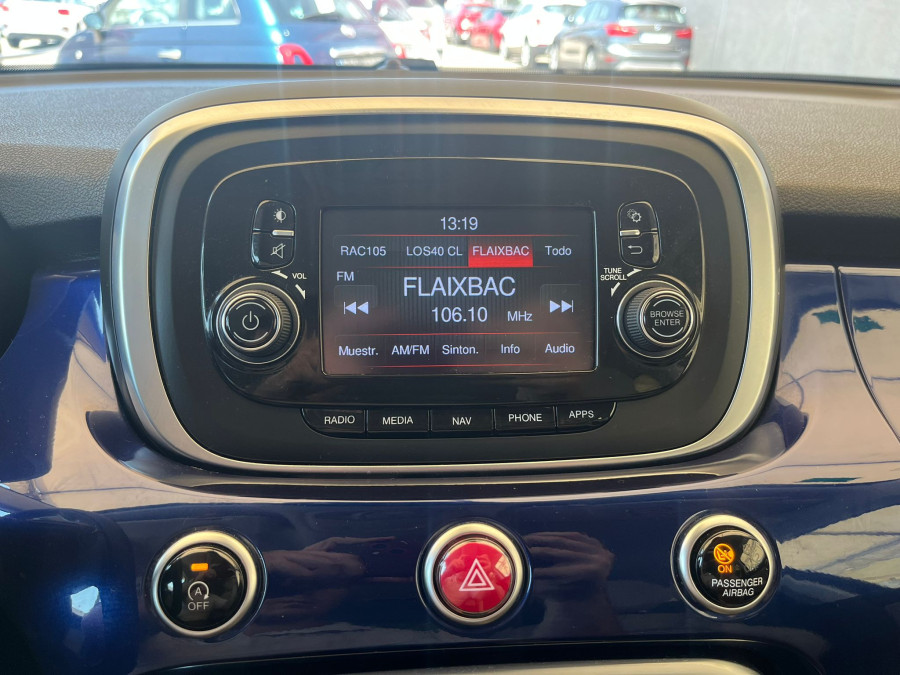 13:19
RAC105 LOS40 CL FLAIXBAC Todo
FM
FLAIXBAC
106.10 MHz
Muestr. AM/FM Sinton. Info Audio
VOL
TUNE
SCROLL
BROWSE
ENTER
RADIO MEDIA NAV PHONE APPS
A
OFF
ON
PASSENGER
AIRBAG